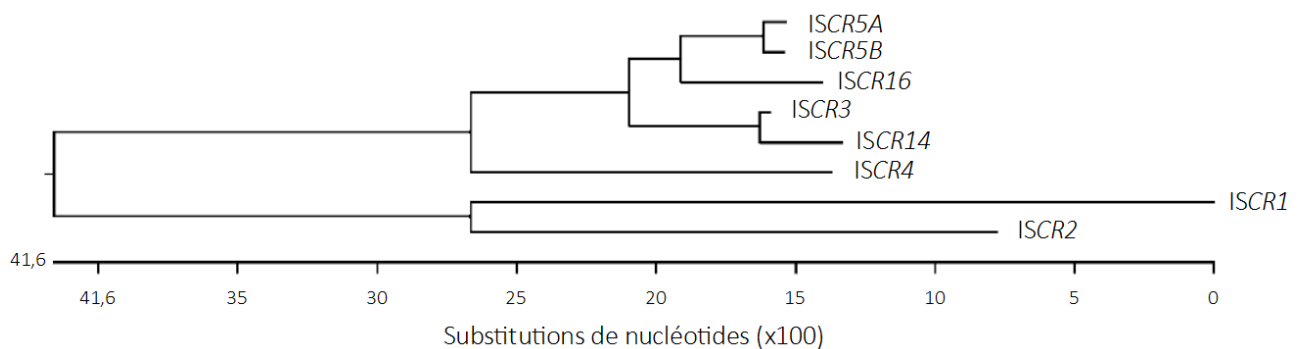 ISCR5A
ISCR5B
ISCR16
ISCR3
ISCR14
ISCR4
ISCR1
ISCR2
41,6
41,6 35 30 25 20 15 10 5 0
Substitutions de nucléotides (x100)